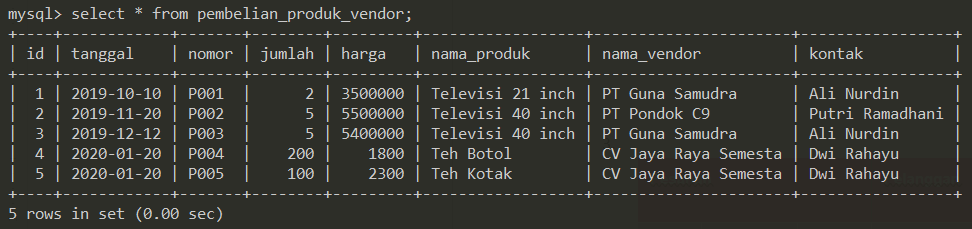 mysql> select * from pembelian_produk_vendor;
+----+------------+-------+--------+---------+------------------+--------------------+-----------------+
| id | tanggal    | nomor | jumlah | harga   | nama_produk      | nama_vendor        | kontak          |
+----+------------+-------+--------+---------+------------------+--------------------+-----------------+
|  1 | 2019-10-10 | P001  |      2 | 3500000 | Televisi 21 inch | PT Guna Samudra    | Ali Nurdin      |
|  2 | 2019-11-20 | P002  |      5 | 5500000 | Televisi 40 inch | PT Pondok C9       | Putri Ramadhani |
|  3 | 2019-12-12 | P003  |      5 | 5400000 | Televisi 40 inch | PT Guna Samudra    | Ali Nurdin      |
|  4 | 2020-01-20 | P004  |    200 |    1800 | Teh Botol        | CV Jaya Raya Semesta | Dwi Rahayu      |
|  5 | 2020-01-20 | P005  |    100 |    2300 | Teh Kotak        | CV Jaya Raya Semesta | Dwi Rahayu      |
+----+------------+-------+--------+---------+------------------+--------------------+-----------------+
5 rows in set (0.00 sec)